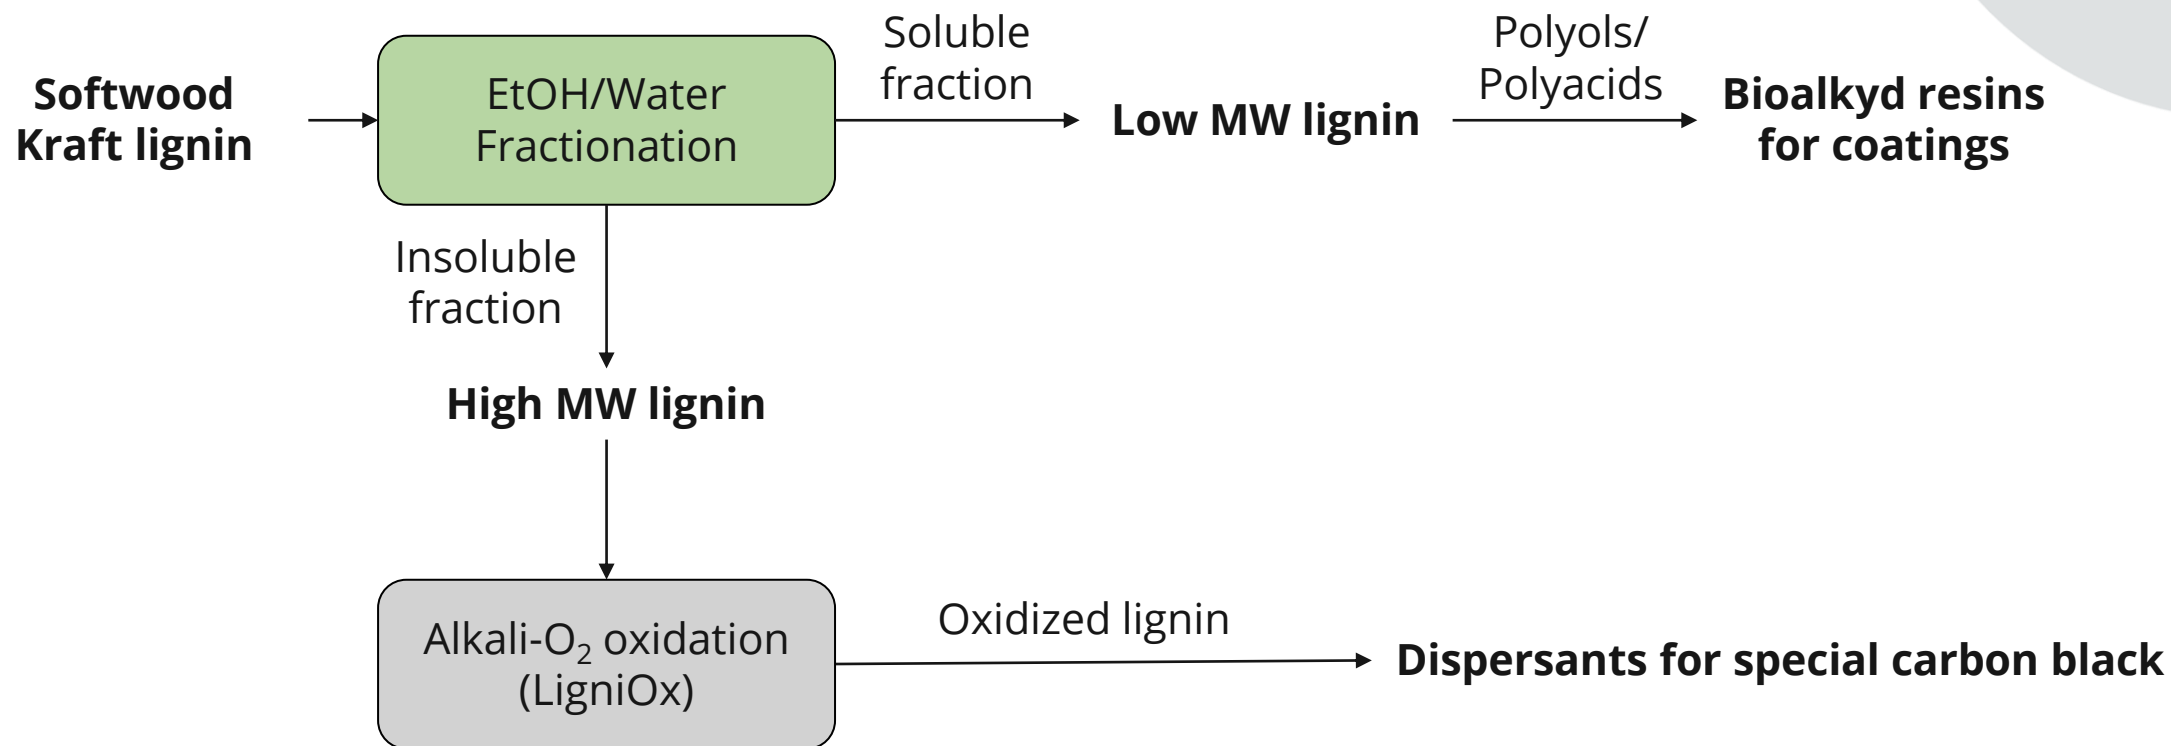 Softwood
Kraft lignin
EtOH/Water
Fractionation
Soluble
fraction
Low MW lignin
Polyols/
Polyacids
Bioalkyd resins
for coatings
Insoluble
fraction
High MW lignin
Alkali-O₂ oxidation
(LigniOx)
Oxidized lignin
Dispersants for special carbon black